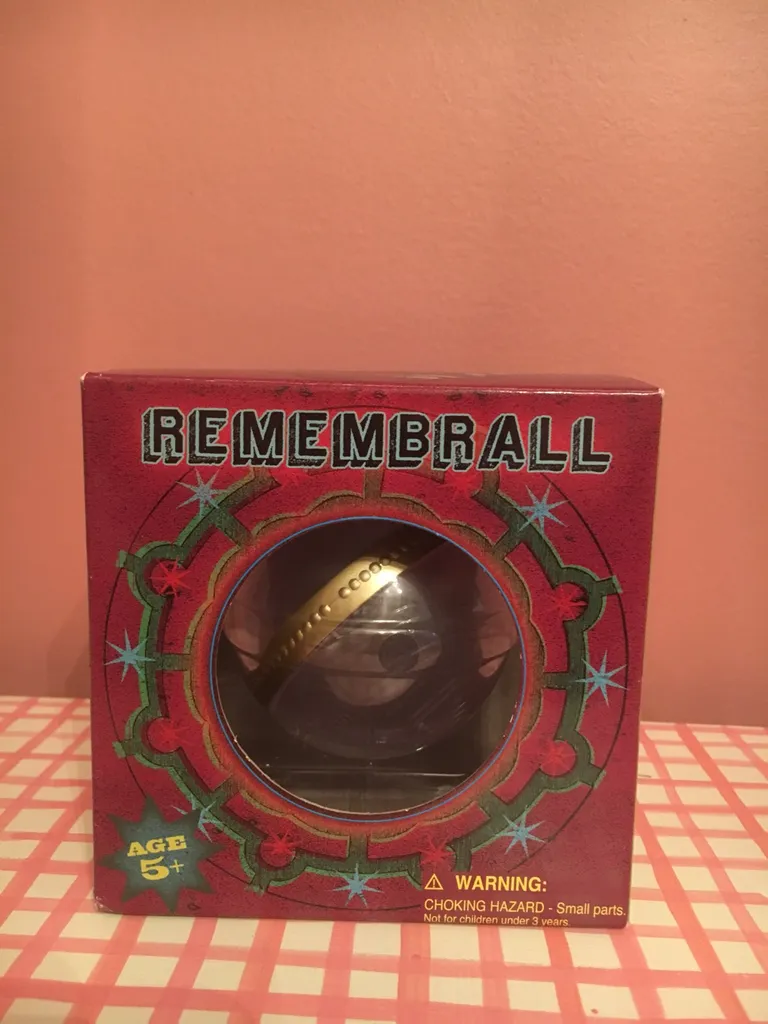 REMEMBRALL
AGE
5+
⚠ WARNING:
CHOKING HAZARD - Small parts.
Not for children under 3 years.